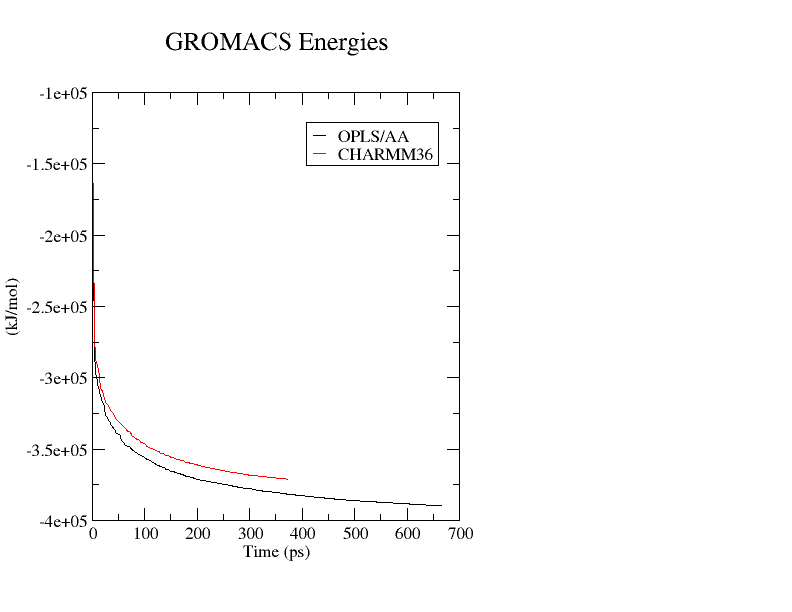 GROMACS Energies
-1e+05
-1.5e+05
-2e+05
-2.5e+05
-3e+05
-3.5e+05
-4e+05
(kJ/mol)
OPLS/AA
CHARMM36
0 100 200 300 400 500 600 700
Time (ps)